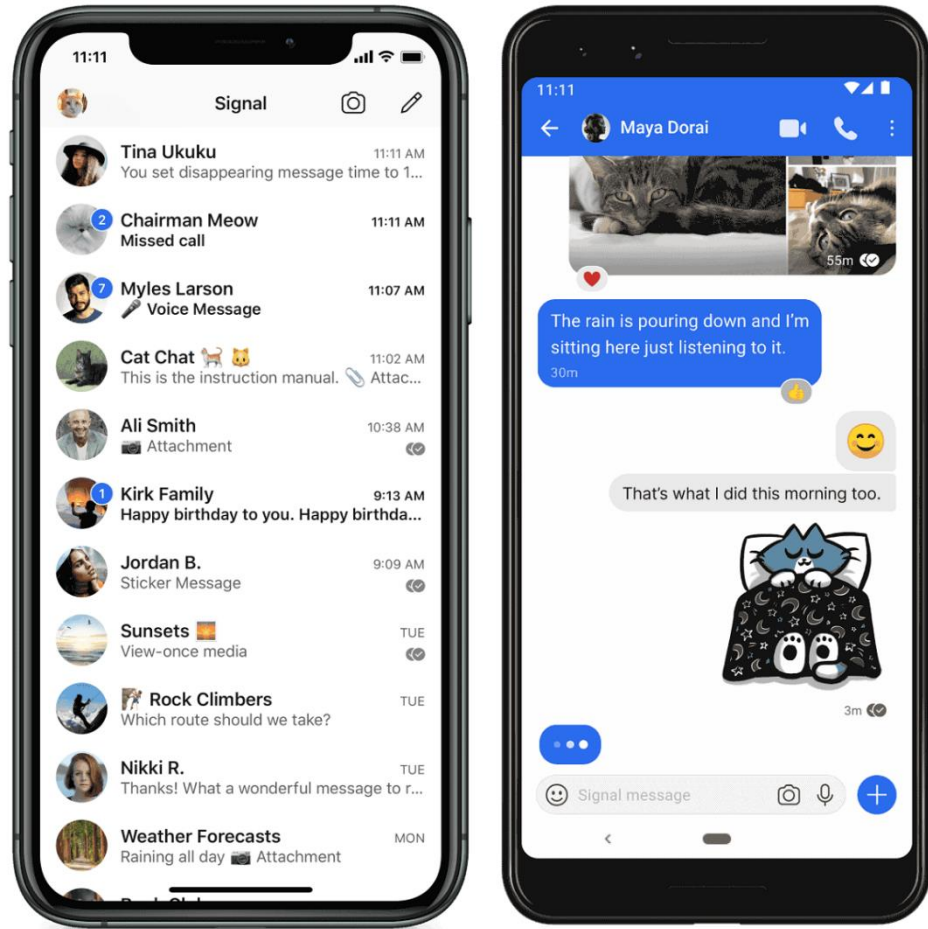 11:11
Signal
Tina Ukuku
11:11 AM
You set disappearing message time to 1...
2
Chairman Meow
11:11 AM
Missed call
7
Myles Larson
11:07 AM
🎤 Voice Message
Cat Chat 🐈 🐱
11:02 AM
This is the instruction manual. 📎 Attac...
Ali Smith
10:38 AM
📷 Attachment
1
Kirk Family
9:13 AM
Happy birthday to you. Happy birthda...
Jordan B.
9:09 AM
Sticker Message
Sunsets 🌅
TUE
View-once media
🧗 Rock Climbers
TUE
Which route should we take?
Nikki R.
TUE
Thanks! What a wonderful message to r...
Weather Forecasts
MON
Raining all day 📷 Attachment
11:11
Maya Dorai
55m
❤️
The rain is pouring down and I'm
sitting here just listening to it.
30m
👍
😊
That's what I did this morning too.
3m
Signal message